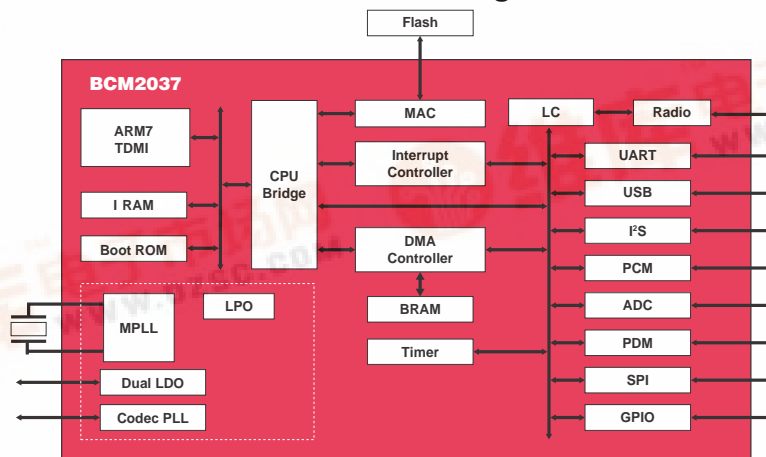 Flash
BCM2037
ARM7
TDMI
I RAM
Boot ROM
CPU
Bridge
MAC
Interrupt
Controller
DMA
Controller
BRAM
Timer
LC
Radio
UART
USB
I²S
PCM
ADC
PDM
SPI
GPIO
MPLL
LPO
Dual LDO
Codec PLL